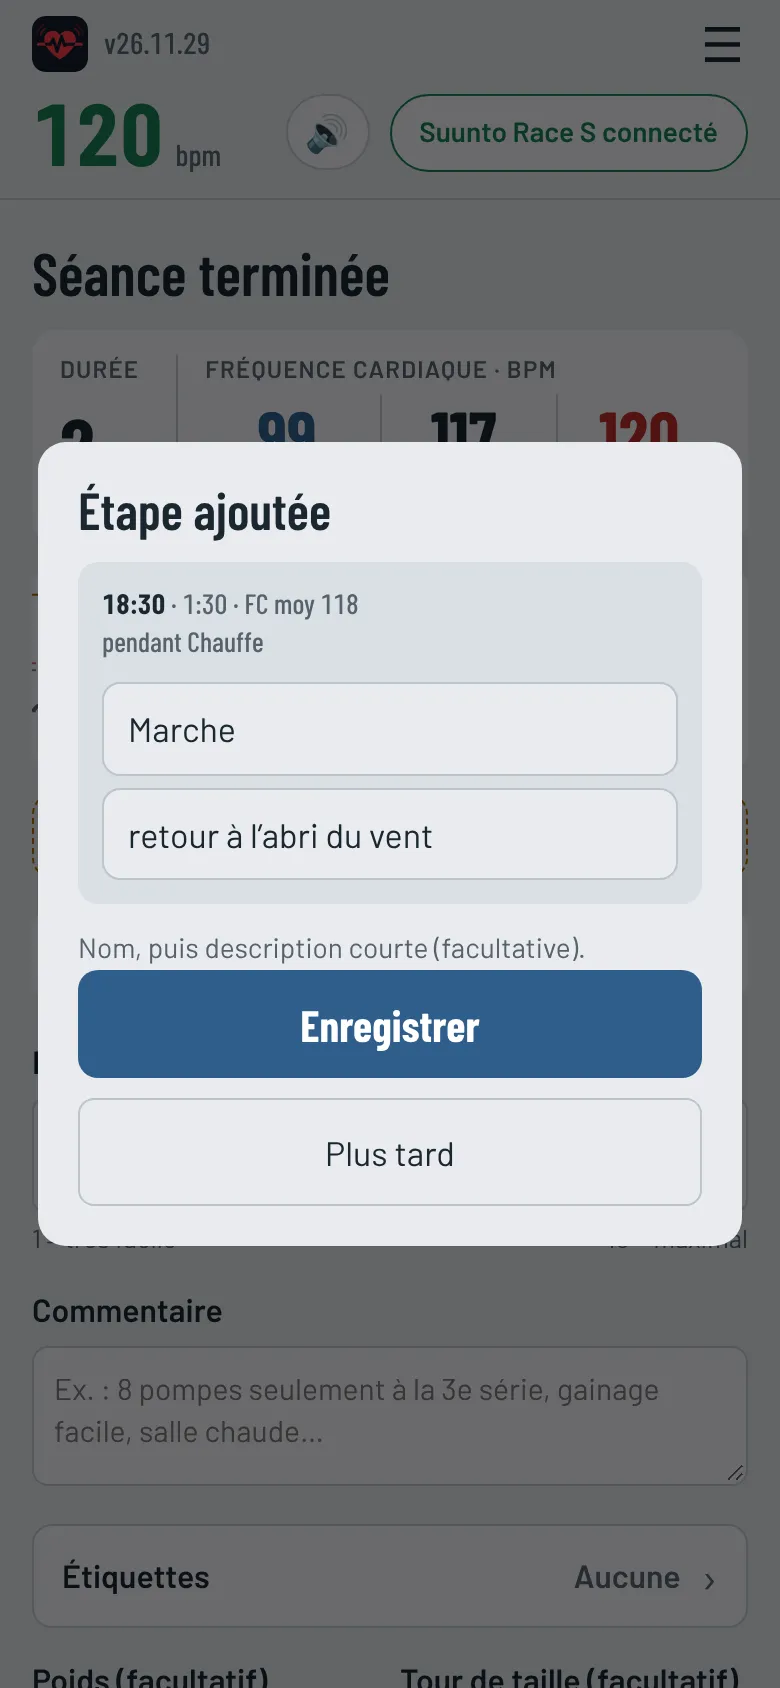 v26.11.29
120 bpm
Suunto Race S connecté
Séance terminée
DURÉE
FRÉQUENCE CARDIAQUE · BPM
99
117
120
Étape ajoutée
18:30 · 1:30 · FC moy 118
pendant Chauffe
Marche
retour à l’abri du vent
Nom, puis description courte (facultative).
Enregistrer
Plus tard
Commentaire
Ex. : 8 pompes seulement à la 3e série, gainage
facile, salle chaude…
Étiquettes
Aucune ›
Poids (facultatif)
Tour de taille (facultatif)